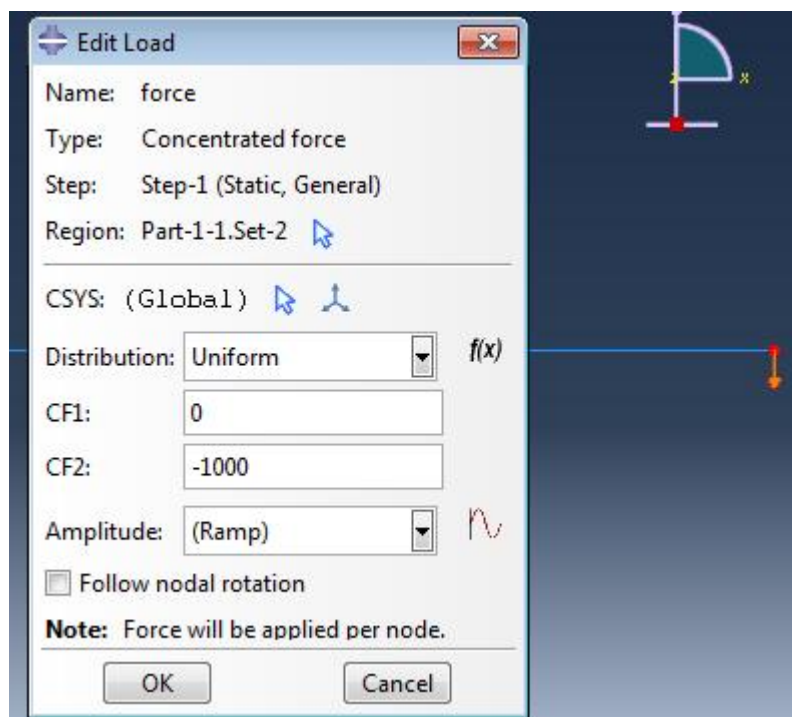 Edit Load
Name: force
Type: Concentrated force
Step: Step-1 (Static, General)
Region: Part-1-1.Set-2
CSYS: (Global)
Distribution: Uniform f(x)
CF1: 0
CF2: -1000
Amplitude: (Ramp)
Follow nodal rotation
Note: Force will be applied per node.
OK Cancel
Z X